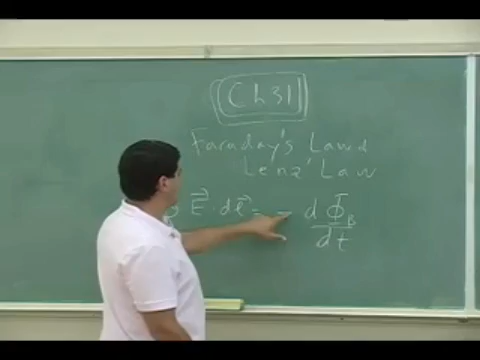 Ch 31
Faraday's Law &
Lenz' Law
∮ E⃗ · dℓ⃗ = - dΦ_B / dt